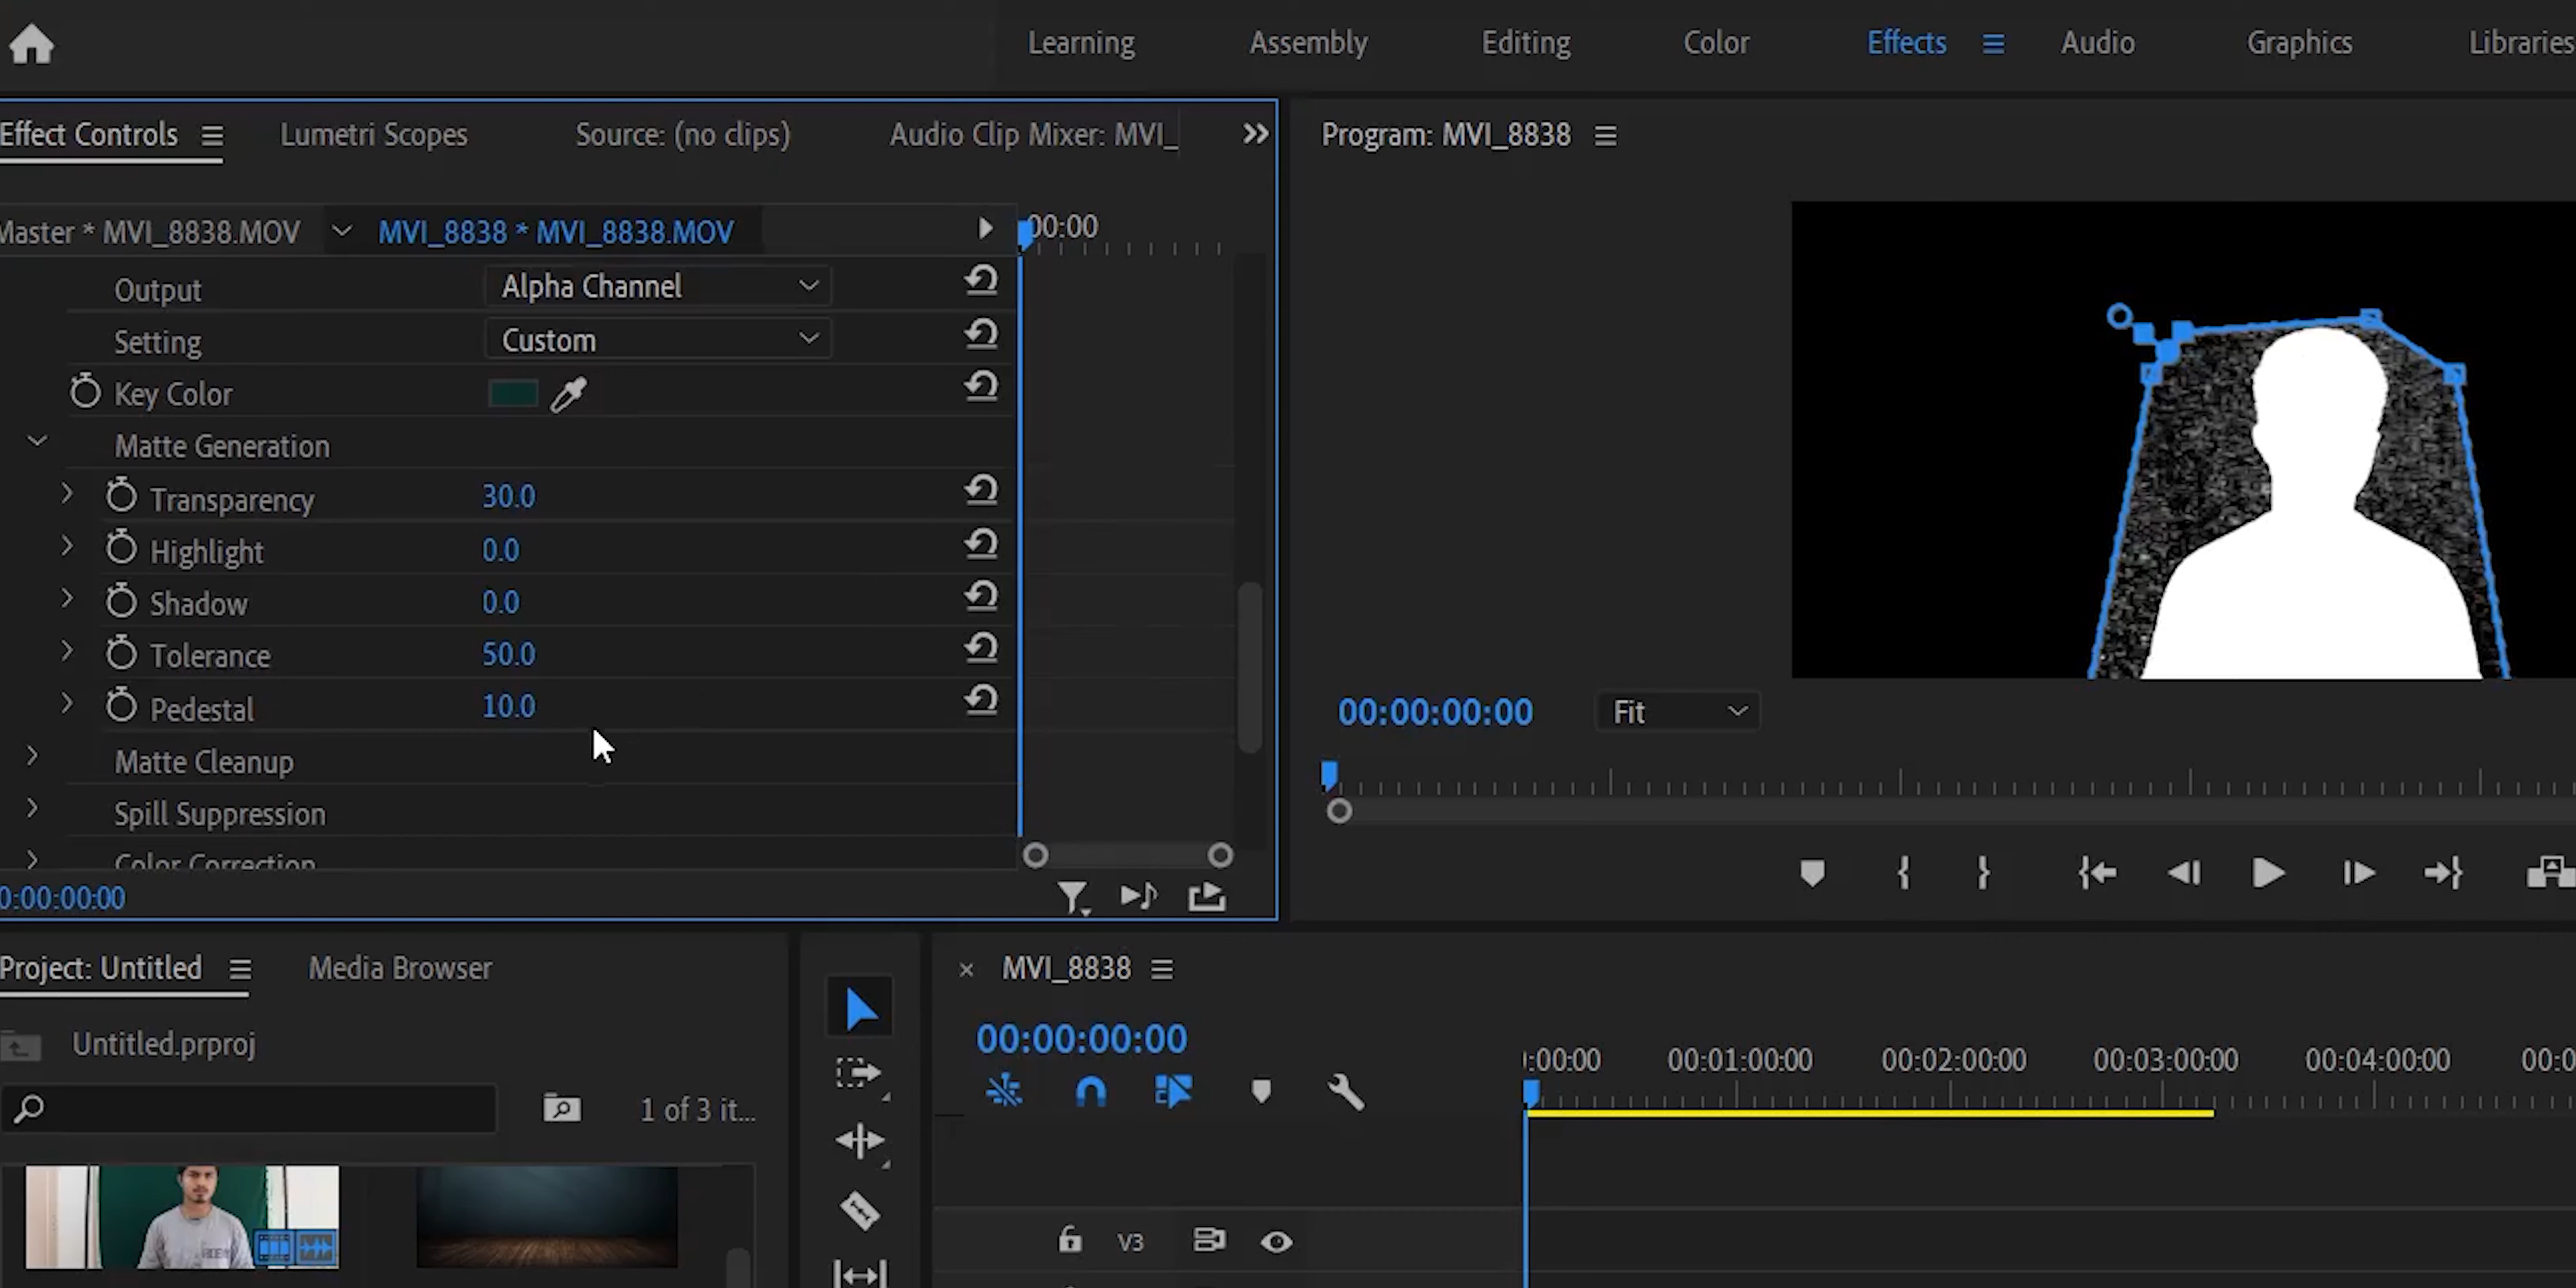 Learning Assembly Editing Color Effects Audio Graphics Libraries
Effect Controls Lumetri Scopes Source: (no clips) Audio Clip Mixer: MVI_
Program: MVI_8838
Master * MVI_8838.MOV MVI_8838 * MVI_8838.MOV
00:00
Output Alpha Channel
Setting Custom
Key Color
Matte Generation
Transparency 30.0
Highlight 0.0
Shadow 0.0
Tolerance 50.0
Pedestal 10.0
Matte Cleanup
Spill Suppression
Color Correction
0:00:00:00
00:00:00:00 Fit
Project: Untitled Media Browser
Untitled.prproj
1 of 3 it...
MVI_8838
00:00:00:00
:00:00 00:01:00:00 00:02:00:00 00:03:00:00 00:04:00:00 00:0
V3